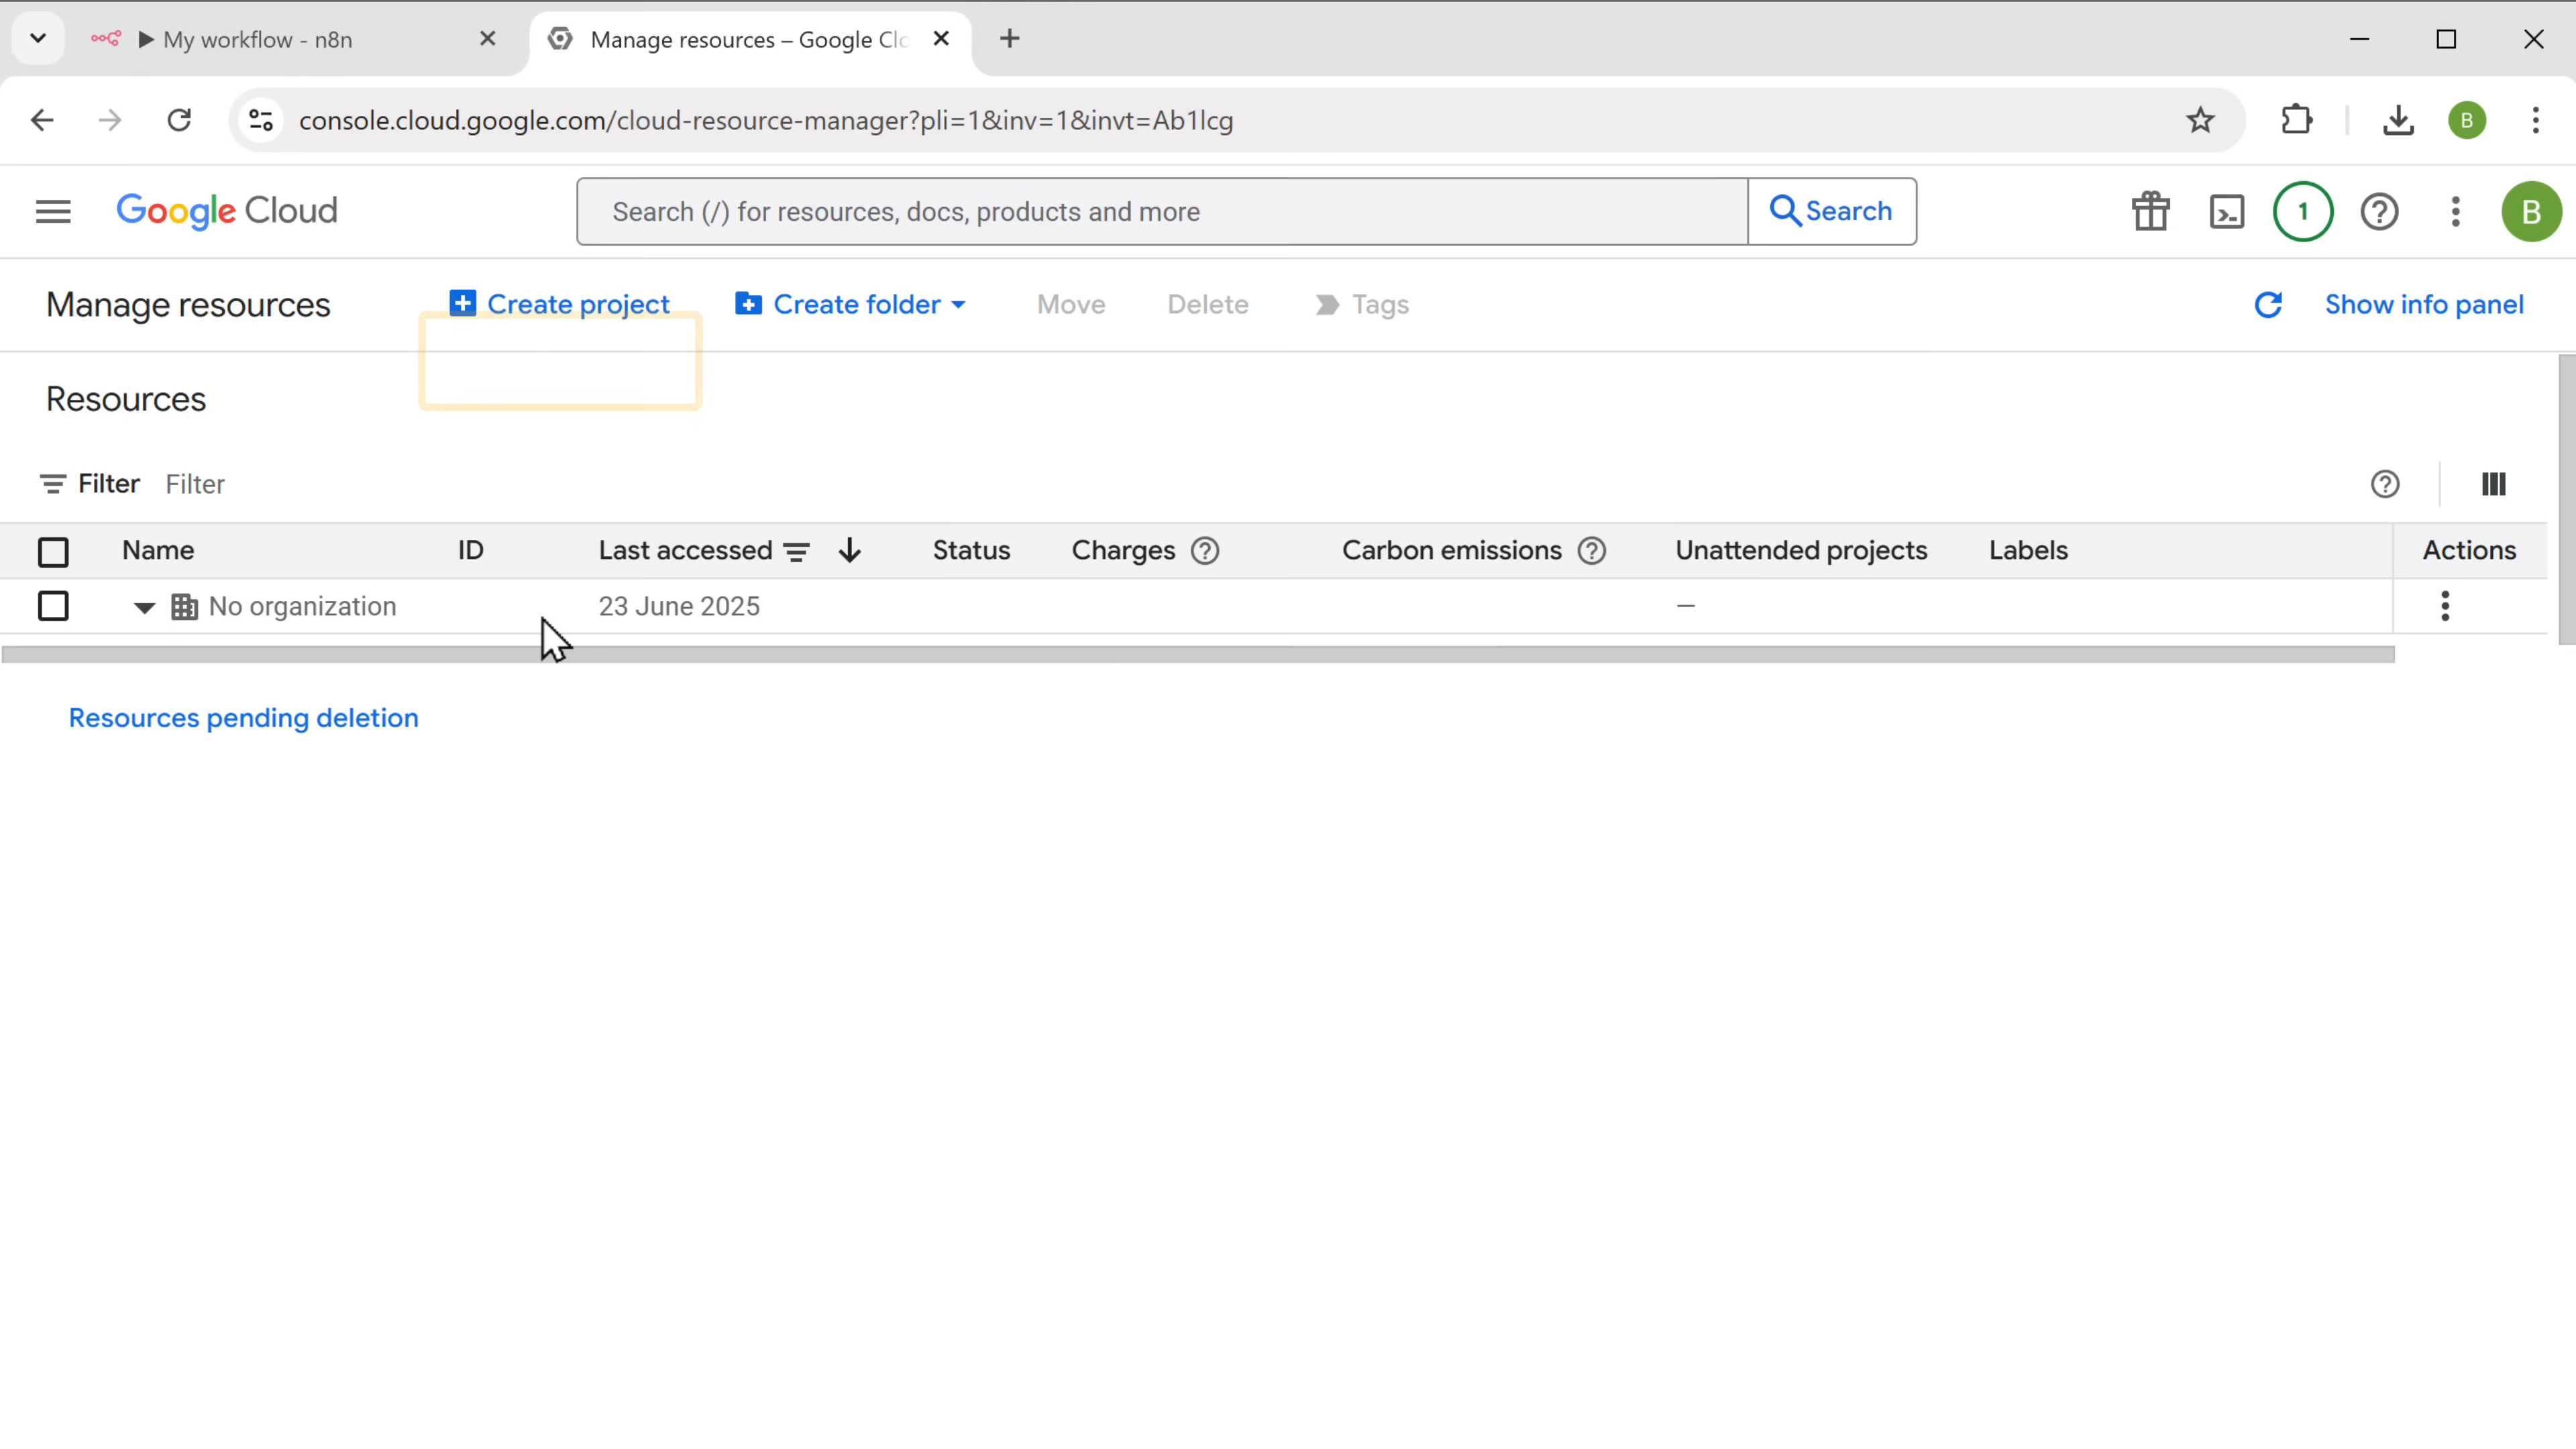 My workflow - n8n
Manage resources – Google Clo
console.cloud.google.com/cloud-resource-manager?pli=1&inv=1&invt=Ab1lcg
B
Google Cloud
Search (/) for resources, docs, products and more
Search
1
B
Manage resources
Create project
Create folder
Move
Delete
Tags
Show info panel
Resources
Filter Filter
Name ID Last accessed Status Charges Carbon emissions Unattended projects Labels Actions
No organization 23 June 2025 —
Resources pending deletion